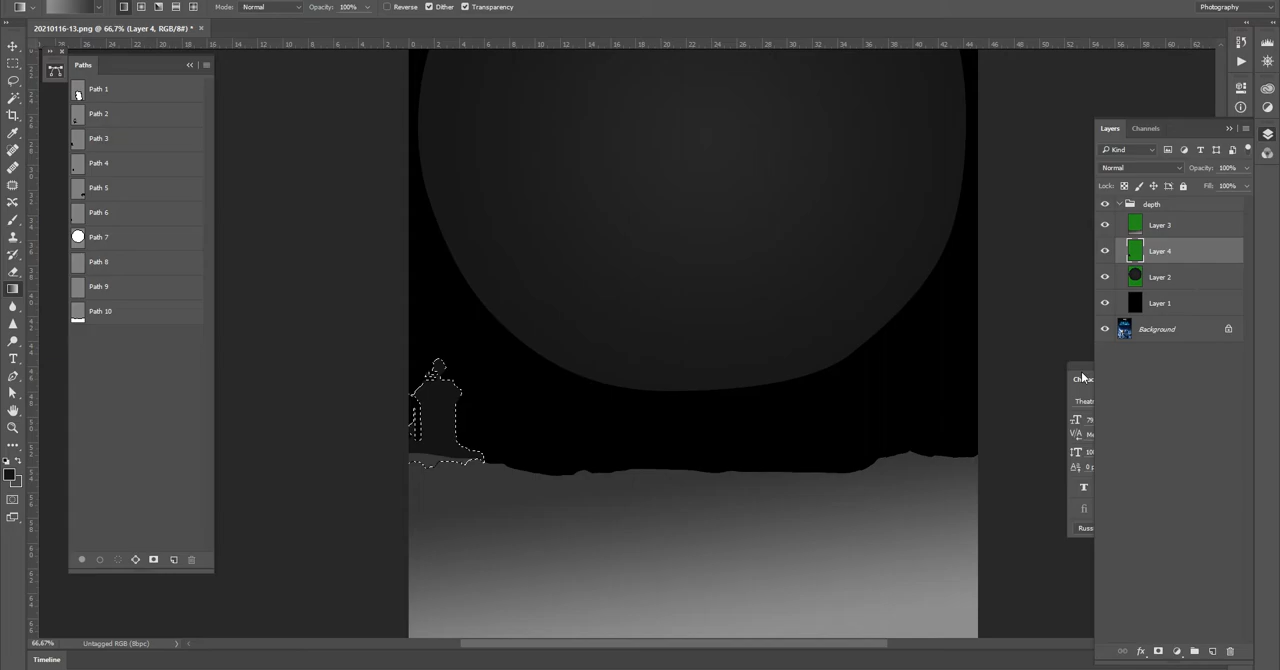 Mode: Normal Opacity: 100% Reverse Dither Transparency Photography
20210116-13.png @ 66,7% (Layer 4, RGB/8#) *
Paths
Path 1
Path 2
Path 3
Path 4
Path 5
Path 6
Path 7
Path 8
Path 9
Path 10
Layers Channels
Kind
Normal Opacity: 100%
Lock: Fill: 100%
depth
Layer 3
Layer 4
Layer 2
Layer 1
Background
Theatr
Russ
66,67% Untagged RGB (8bpc)
Timeline